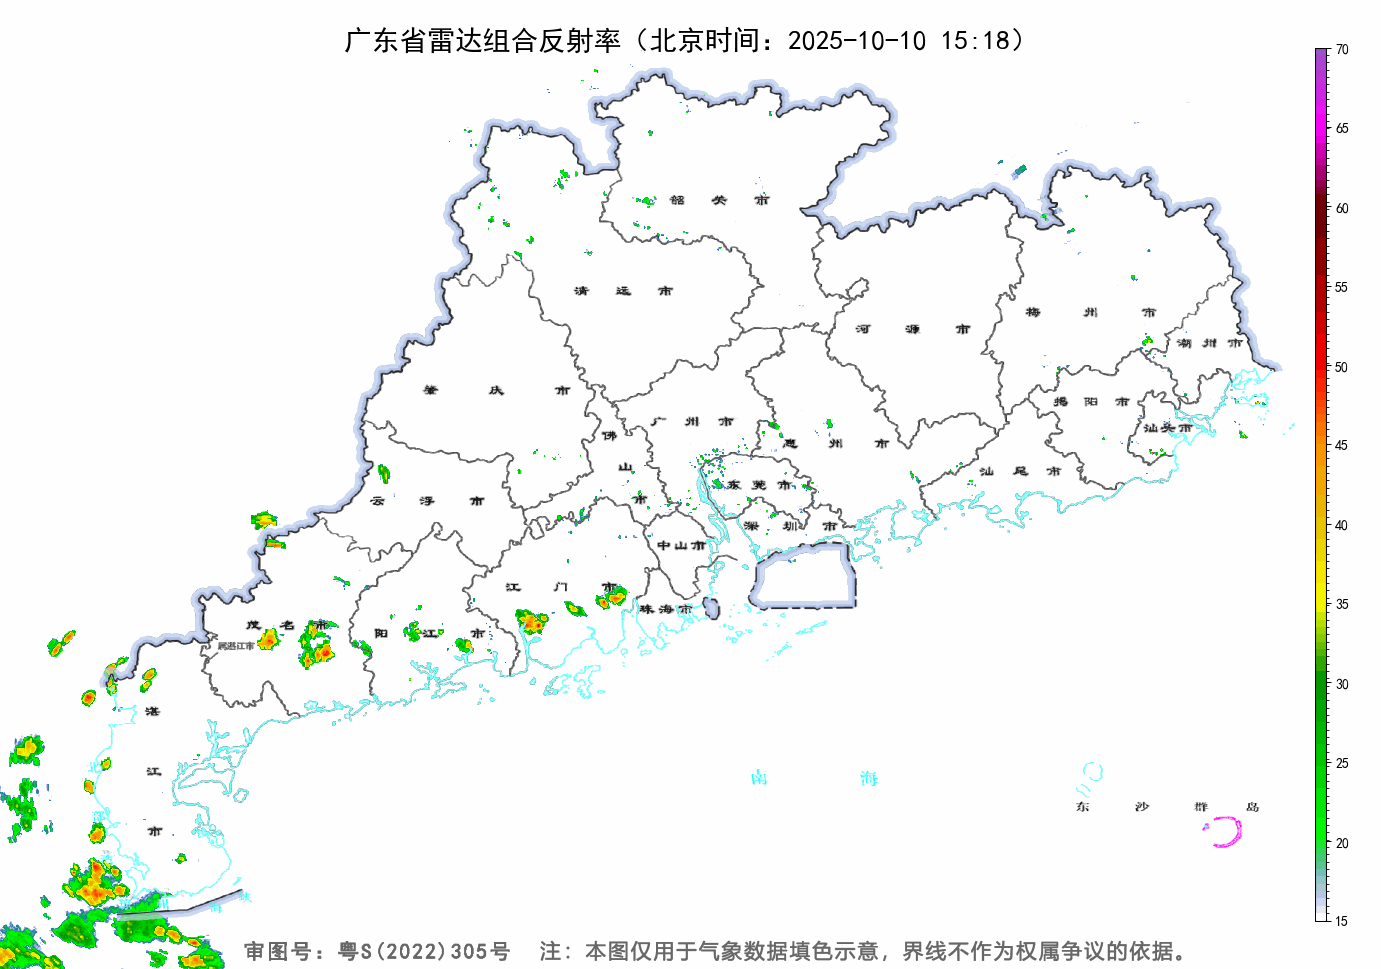 广东省雷达组合反射率（北京时间：2025-10-10 15:18）
70
65
60
55
50
45
40
35
30
25
20
15
韶关市
清远市
河源市
梅州市
潮州市
肇庆市
广州市
惠州市
揭阳市
汕头市
佛山市
云浮市
东莞市
汕尾市
深圳市
中山市
江门市
珠海市
茂名市
阳江市
属湛江市
湛江市
南海
东沙群岛
审图号：粤S(2022)305号 注：本图仅用于气象数据填色示意，界线不作为权属争议的依据。